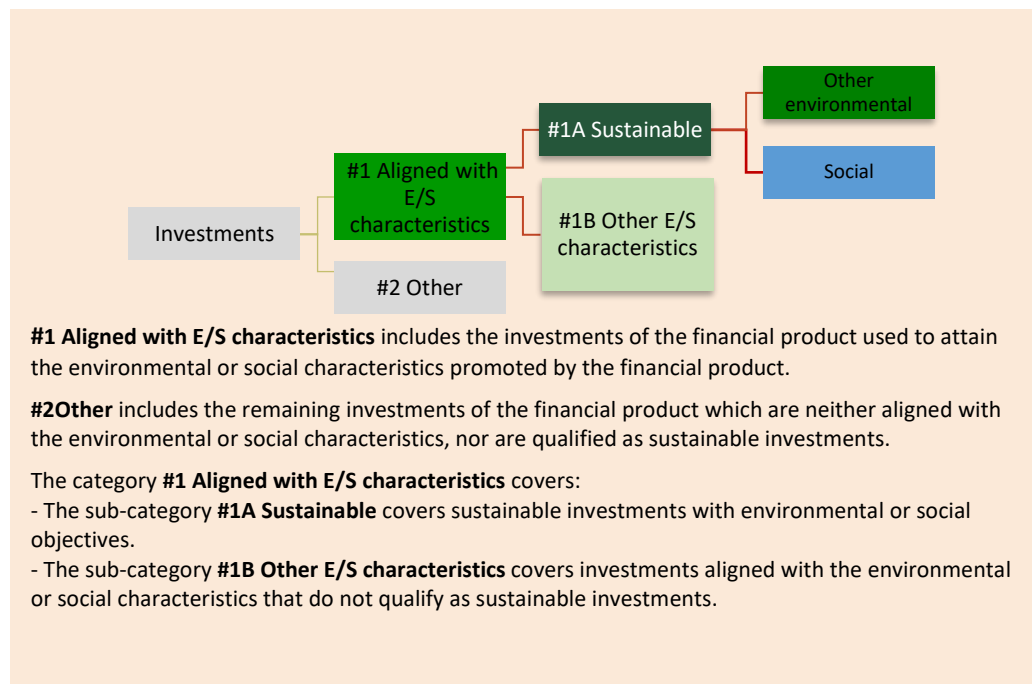 Other
environmental
#1A Sustainable
Social
#1 Aligned with
E/S
characteristics
#1B Other E/S
characteristics
Investments
#2 Other
#1 Aligned with E/S characteristics includes the investments of the financial product used to attain
the environmental or social characteristics promoted by the financial product.
#2Other includes the remaining investments of the financial product which are neither aligned with
the environmental or social characteristics, nor are qualified as sustainable investments.
The category #1 Aligned with E/S characteristics covers:
- The sub-category #1A Sustainable covers sustainable investments with environmental or social
objectives.
- The sub-category #1B Other E/S characteristics covers investments aligned with the environmental
or social characteristics that do not qualify as sustainable investments.